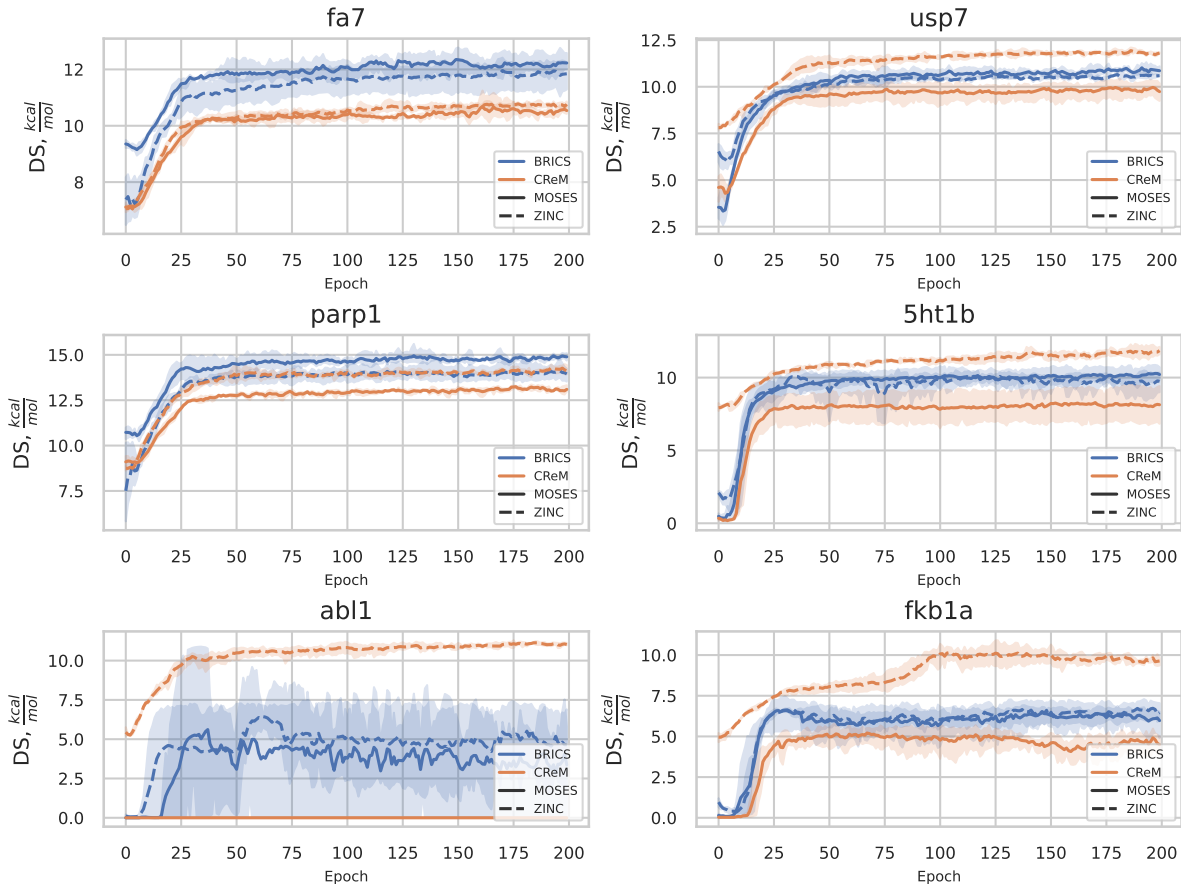 fa7
12
10
8
DS, kcal/mol
0 25 50 75 100 125 150 175 200
Epoch
BRICS
CReM
MOSES
ZINC
usp7
12.5
10.0
7.5
5.0
2.5
DS, kcal/mol
0 25 50 75 100 125 150 175 200
Epoch
BRICS
CReM
MOSES
ZINC
parp1
15.0
12.5
10.0
7.5
DS, kcal/mol
0 25 50 75 100 125 150 175 200
Epoch
BRICS
CReM
MOSES
ZINC
5ht1b
10
5
0
DS, kcal/mol
0 25 50 75 100 125 150 175 200
Epoch
BRICS
CReM
MOSES
ZINC
abl1
10.0
7.5
5.0
2.5
0.0
DS, kcal/mol
0 25 50 75 100 125 150 175 200
Epoch
BRICS
CReM
MOSES
ZINC
fkb1a
10.0
7.5
5.0
2.5
0.0
DS, kcal/mol
0 25 50 75 100 125 150 175 200
Epoch
BRICS
CReM
MOSES
ZINC